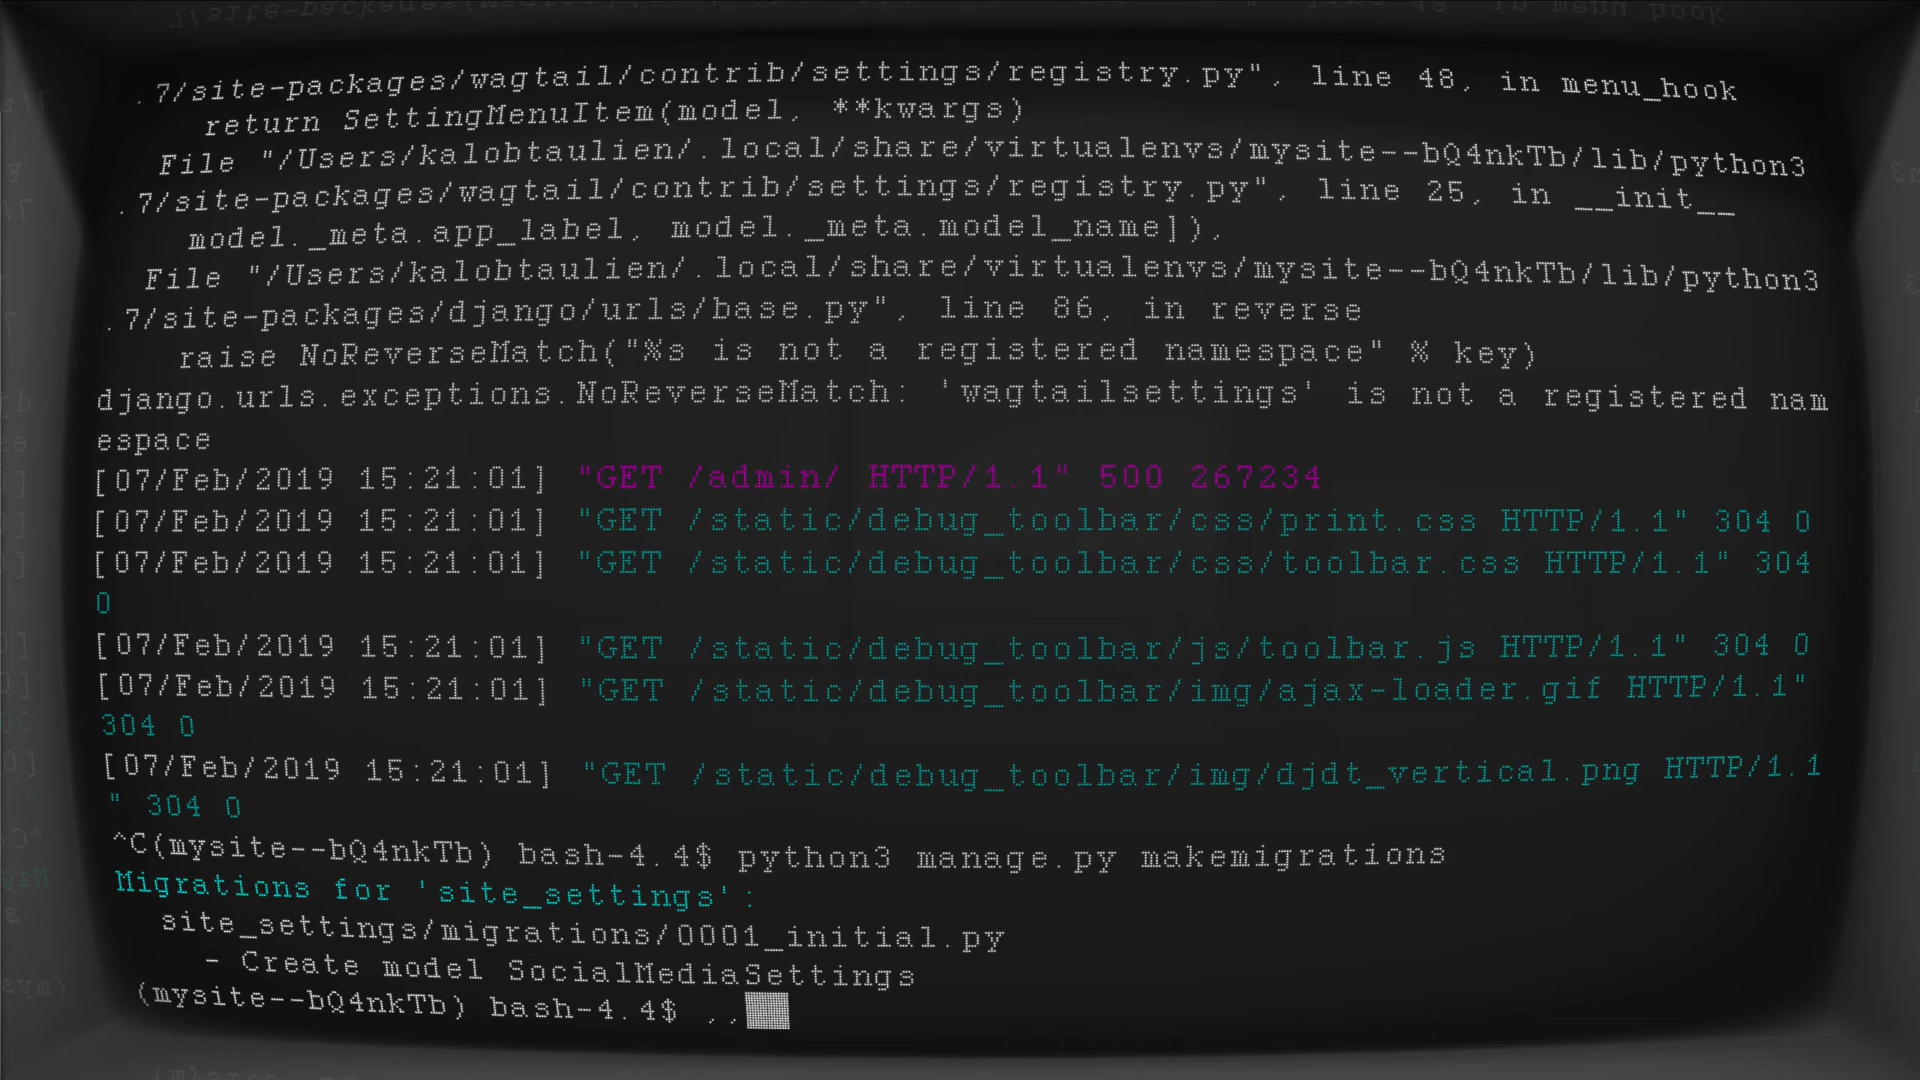 .7/site-packages/wagtail/contrib/settings/registry.py", line 48, in menu_hook
return SettingMenuItem(model, **kwargs)
File "/Users/kalobtaulien/.local/share/virtualenvs/mysite--bQ4nkTb/lib/python3
.7/site-packages/wagtail/contrib/settings/registry.py", line 25, in __init__
model._meta.app_label, model._meta.model_name]),
File "/Users/kalobtaulien/.local/share/virtualenvs/mysite--bQ4nkTb/lib/python3
.7/site-packages/django/urls/base.py", line 86, in reverse
raise NoReverseMatch("%s is not a registered namespace" % key)
django.urls.exceptions.NoReverseMatch: 'wagtailsettings' is not a registered nam
espace
[07/Feb/2019 15:21:01] "GET /admin/ HTTP/1.1" 500 267234
[07/Feb/2019 15:21:01] "GET /static/debug_toolbar/css/print.css HTTP/1.1" 304 0
[07/Feb/2019 15:21:01] "GET /static/debug_toolbar/css/toolbar.css HTTP/1.1" 304
0
[07/Feb/2019 15:21:01] "GET /static/debug_toolbar/js/toolbar.js HTTP/1.1" 304 0
[07/Feb/2019 15:21:01] "GET /static/debug_toolbar/img/ajax-loader.gif HTTP/1.1"
304 0
[07/Feb/2019 15:21:01] "GET /static/debug_toolbar/img/djdt_vertical.png HTTP/1.1
" 304 0
^C(mysite--bQ4nkTb) bash-4.4$ python3 manage.py makemigrations
Migrations for 'site_settings':
site_settings/migrations/0001_initial.py
- Create model SocialMediaSettings
(mysite--bQ4nkTb) bash-4.4$ ,,